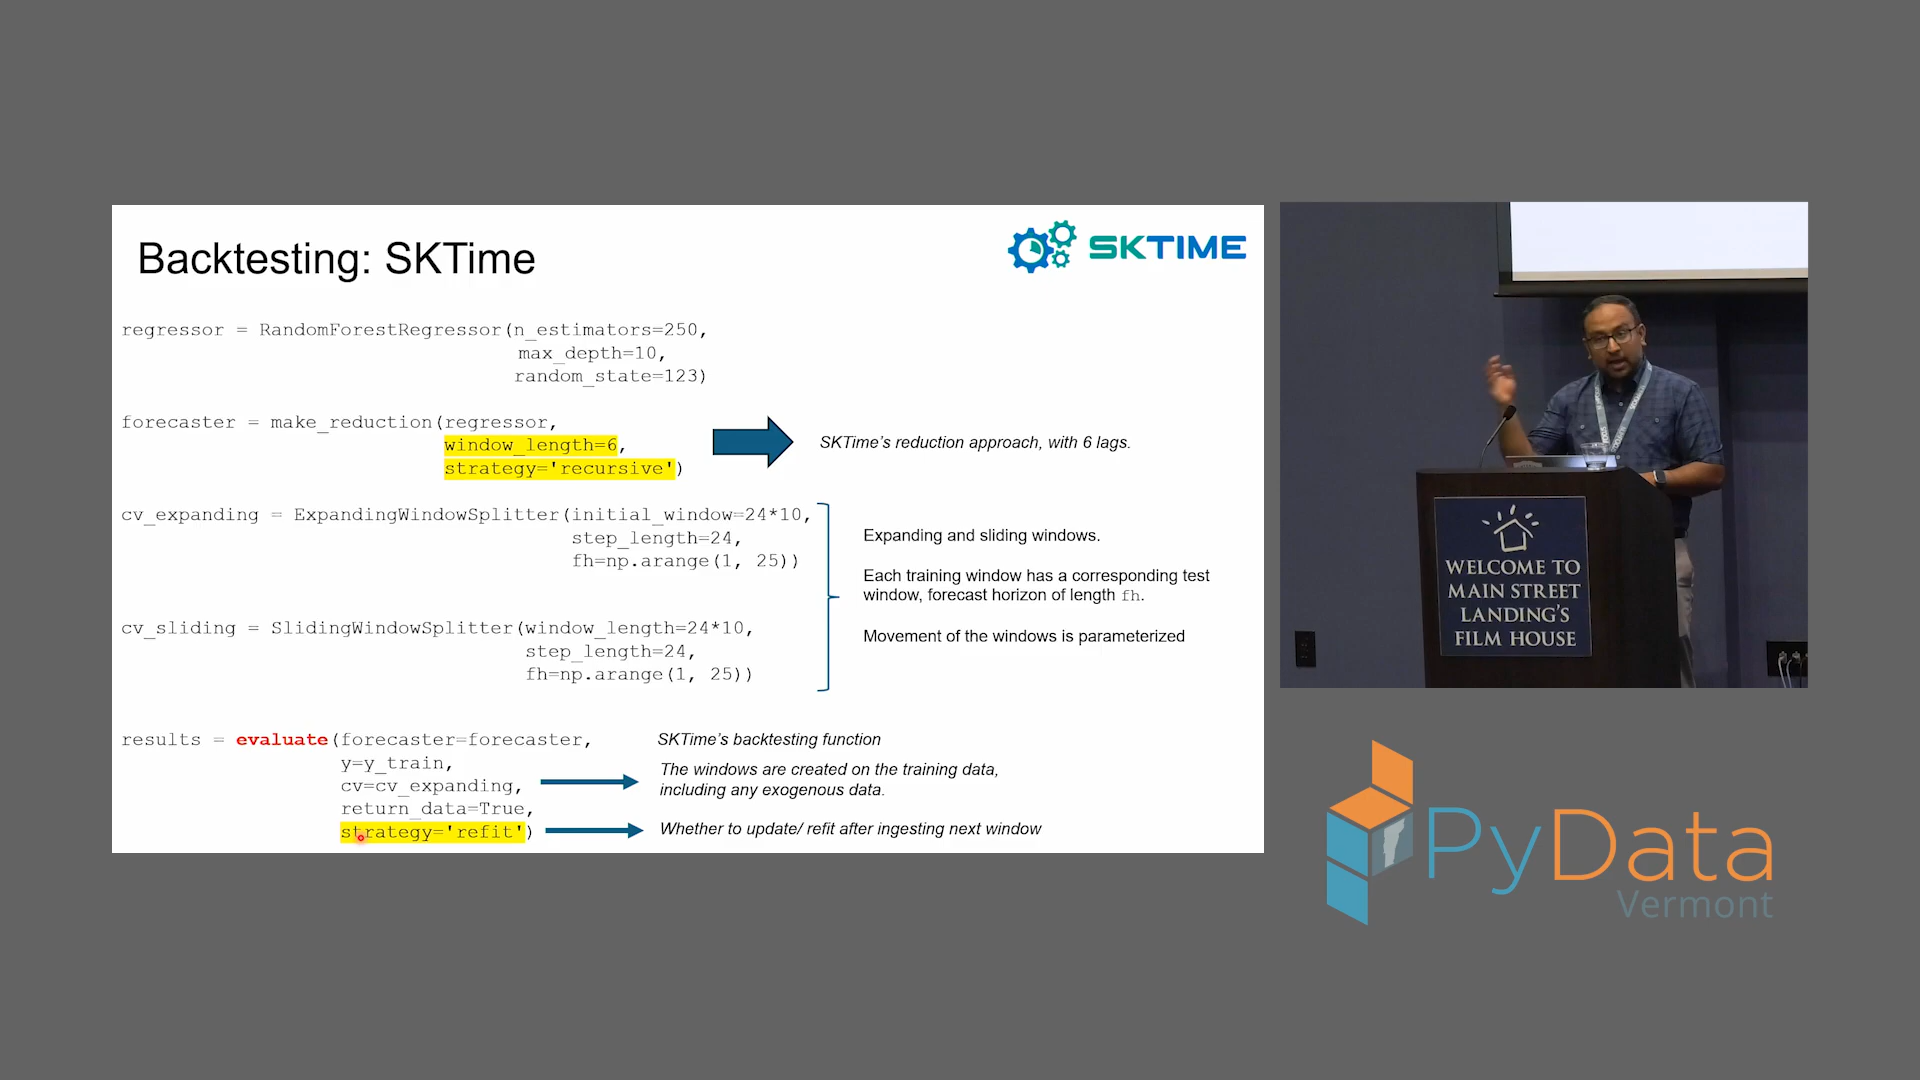 Backtesting: SKTime
SKTIME
regressor = RandomForestRegressor(n_estimators=250,
max_depth=10,
random_state=123)
forecaster = make_reduction(regressor,
window_length=6,
strategy='recursive')
SKTime's reduction approach, with 6 lags.
cv_expanding = ExpandingWindowSplitter(initial_window=24*10,
step_length=24,
fh=np.arange(1, 25))
cv_sliding = SlidingWindowSplitter(window_length=24*10,
step_length=24,
fh=np.arange(1, 25))
Expanding and sliding windows.
Each training window has a corresponding test
window, forecast horizon of length fh.
Movement of the windows is parameterized
results = evaluate(forecaster=forecaster,
y=y_train,
cv=cv_expanding,
return_data=True,
strategy='refit')
SKTime's backtesting function
The windows are created on the training data,
including any exogenous data.
Whether to update/ refit after ingesting next window
WELCOME TO
MAIN STREET
LANDING'S
FILM HOUSE
PyData
Vermont